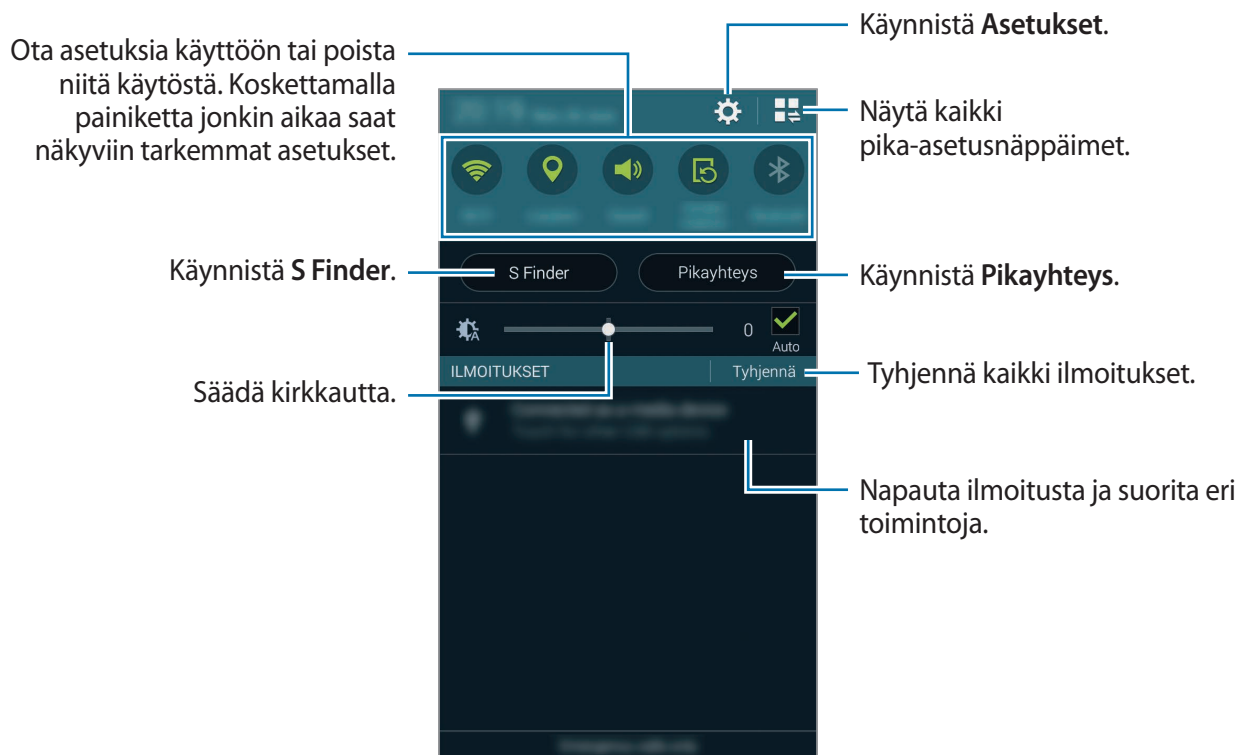 Käynnistä Asetukset.
Ota asetuksia käyttöön tai poista
niitä käytöstä. Koskettamalla
painiketta jonkin aikaa saat
näkyviin tarkemmat asetukset.
Näytä kaikki
pika-asetusnäppäimet.
Käynnistä S Finder.
S Finder
Pikayhteys
Käynnistä Pikayhteys.
0
Auto
Säädä kirkkautta.
ILMOITUKSET
Tyhjennä
Tyhjennä kaikki ilmoitukset.
Napauta ilmoitusta ja suorita eri
toimintoja.